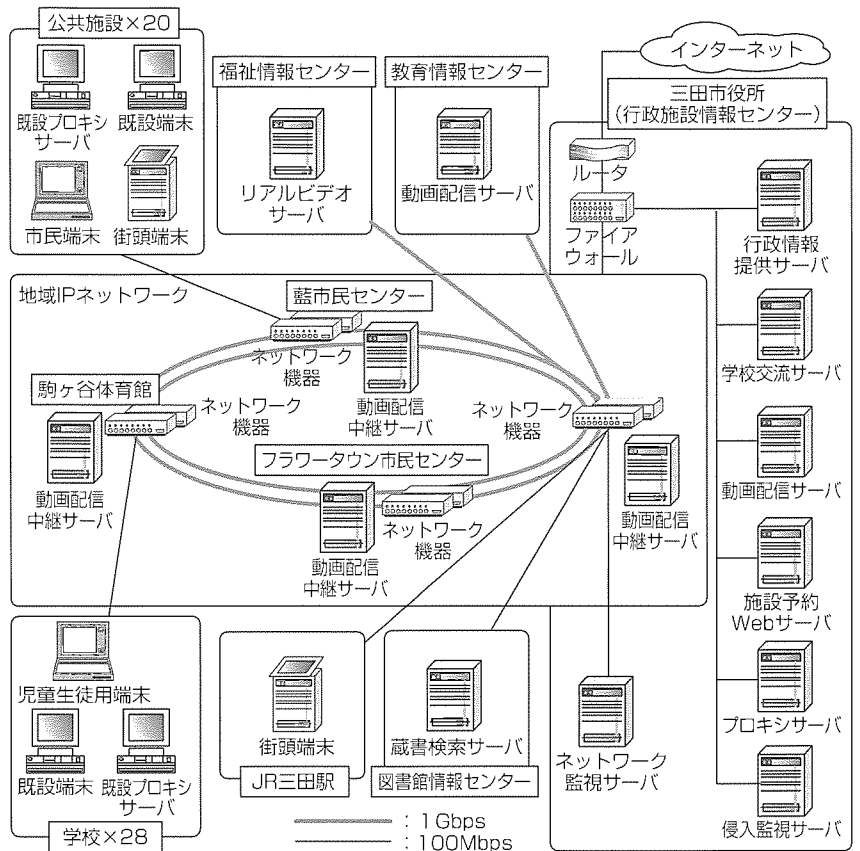 公共施設×20
既設プロキシ
サーバ
既設端末
市民端末
街頭端末
福祉情報センター
リアルビデオ
サーバ
教育情報センター
動画配信サーバ
インターネット
三田市役所
(行政施設情報センター)
ルータ
ファイア
ウォール
行政情報
提供サーバ
学校交流サーバ
動画配信サーバ
施設予約
Webサーバ
プロキシサーバ
侵入監視サーバ
地域IPネットワーク
藍市民センター
ネットワーク
機器
動画配信
中継サーバ
駒ヶ谷体育館
ネットワーク
機器
動画配信
中継サーバ
フラワータウン市民センター
動画配信
中継サーバ
ネットワーク
機器
ネットワーク
機器
動画配信
中継サーバ
児童生徒用端末
既設端末
既設プロキシ
サーバ
学校×28
街頭端末
JR三田駅
蔵書検索サーバ
図書館情報センター
ネットワーク
監視サーバ
：1Gbps
：100Mbps